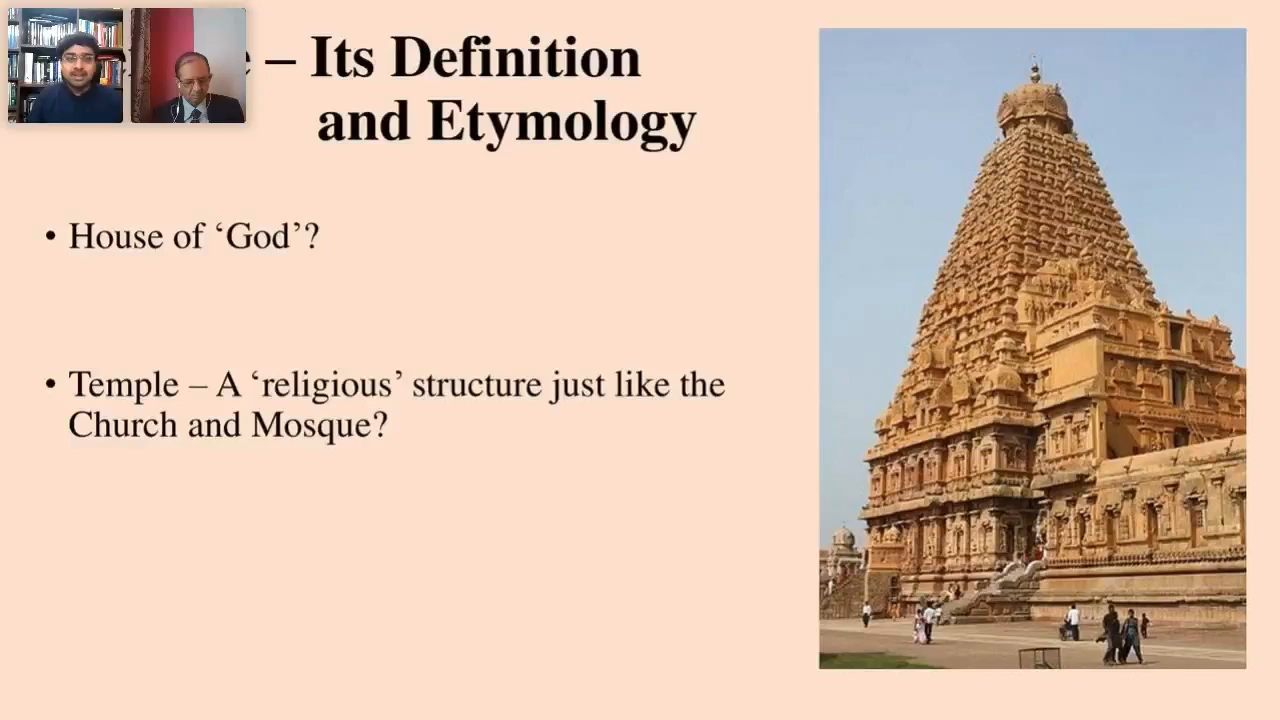 – Its Definition
and Etymology
• House of ‘God’?
• Temple – A ‘religious’ structure just like the
Church and Mosque?